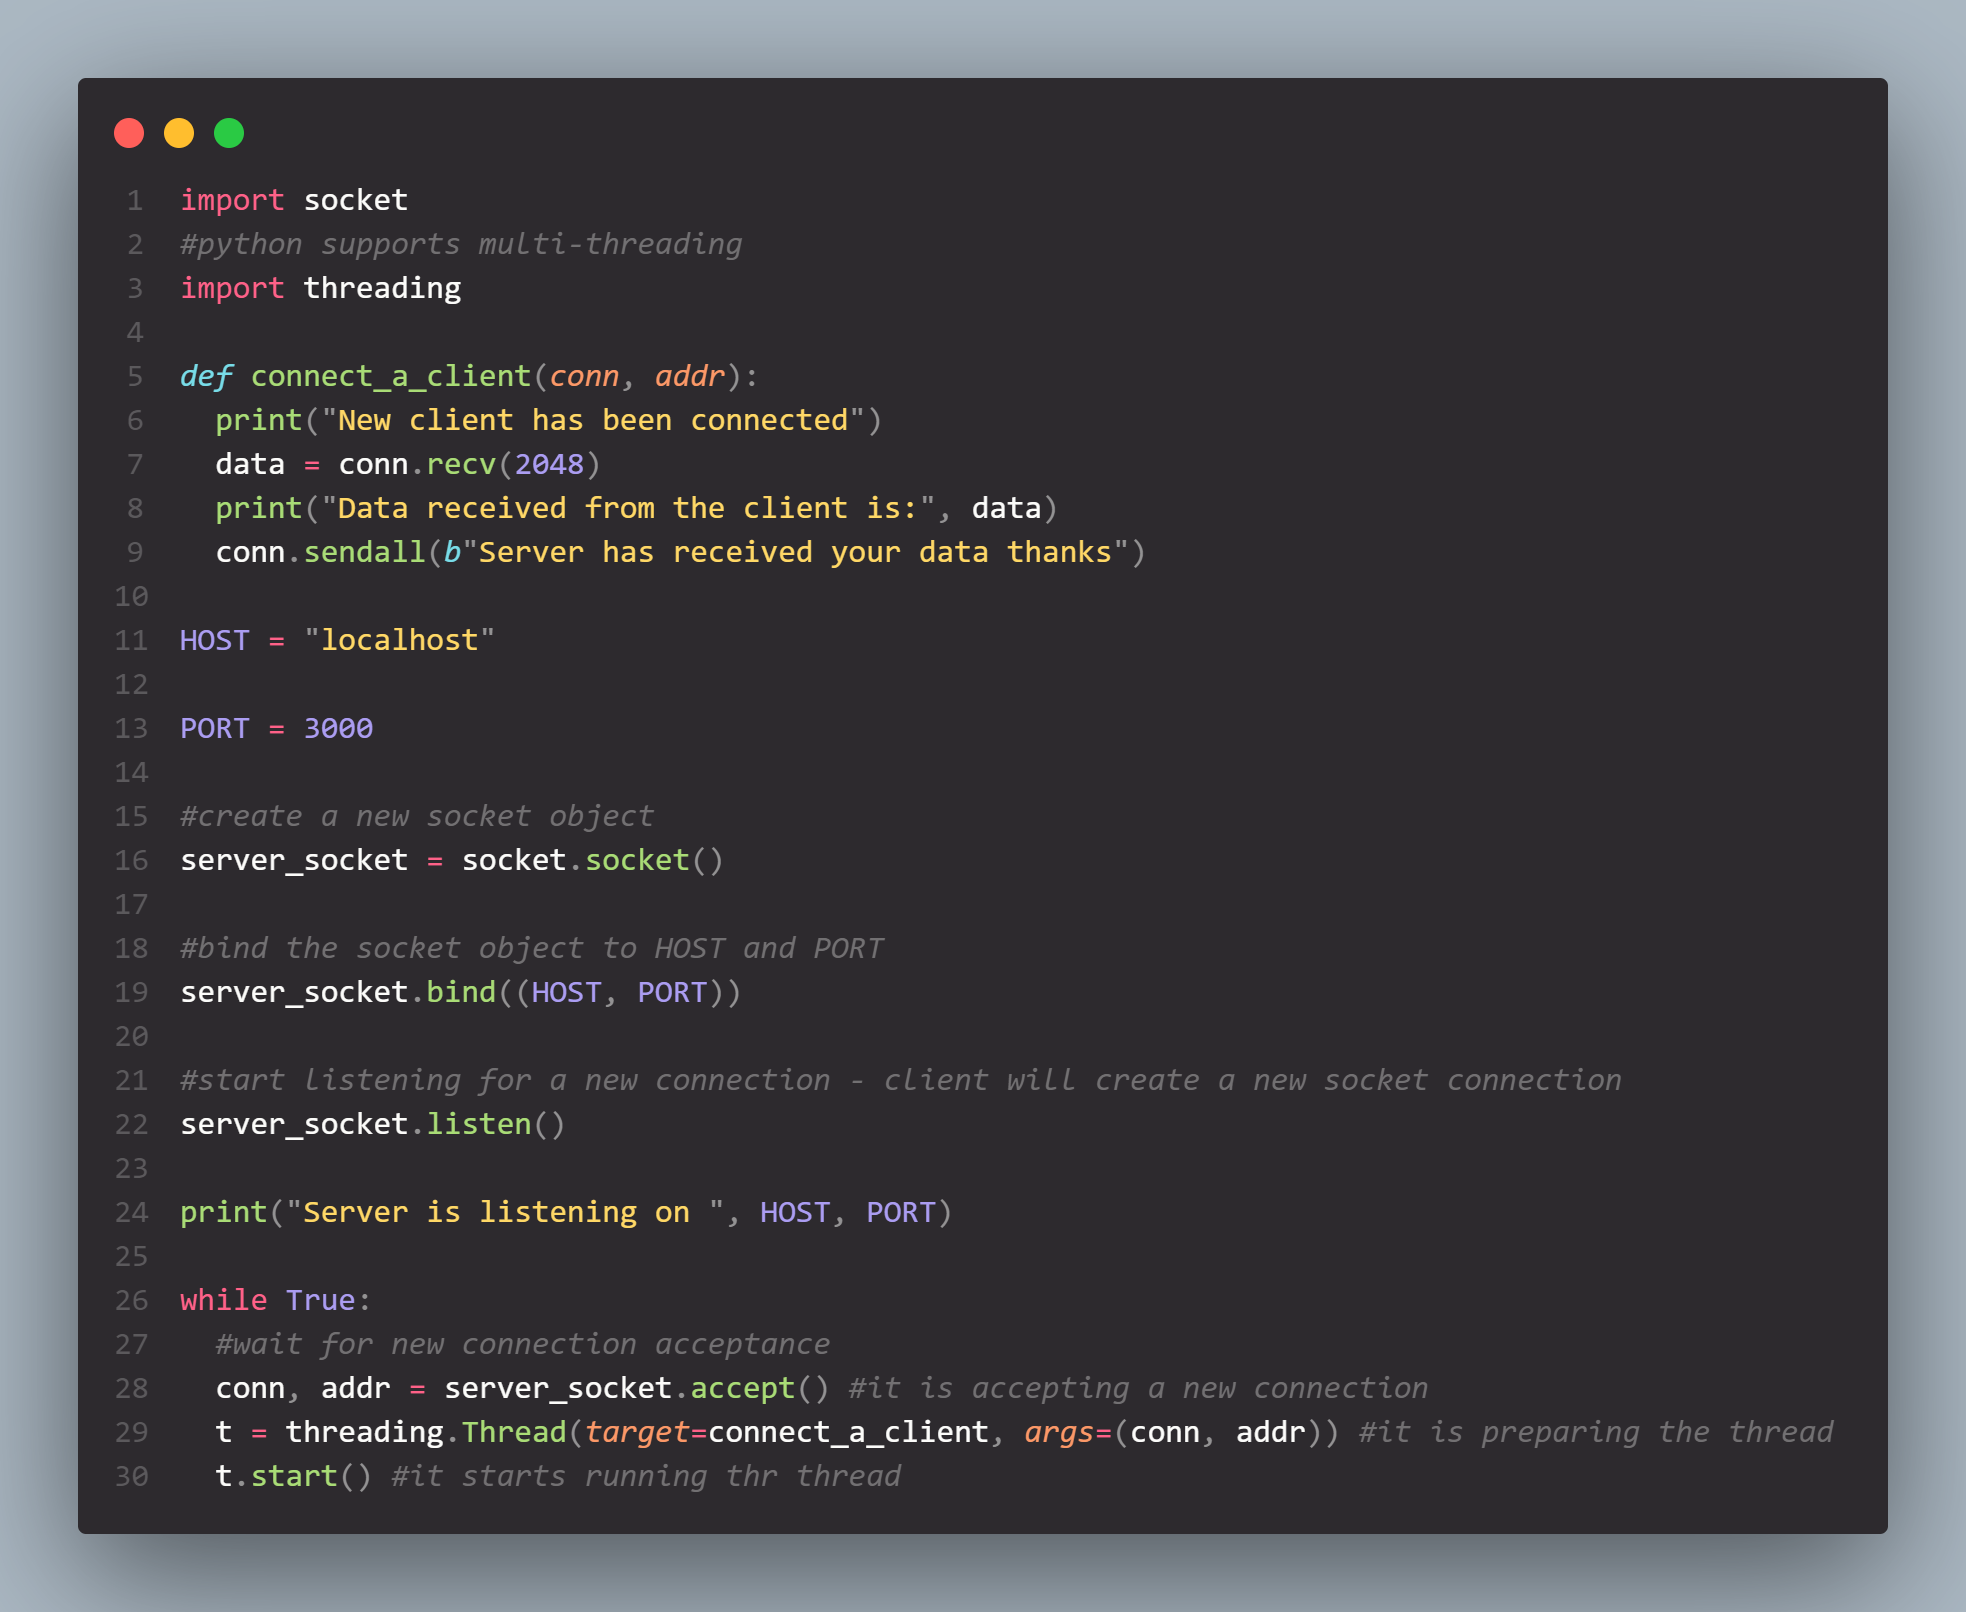 1 import socket
2 #python supports multi-threading
3 import threading
4
5 def connect_a_client(conn, addr):
6   print("New client has been connected")
7   data = conn.recv(2048)
8   print("Data received from the client is:", data)
9   conn.sendall(b"Server has received your data thanks")
10
11 HOST = "localhost"
12
13 PORT = 3000
14
15 #create a new socket object
16 server_socket = socket.socket()
17
18 #bind the socket object to HOST and PORT
19 server_socket.bind((HOST, PORT))
20
21 #start listening for a new connection - client will create a new socket connection
22 server_socket.listen()
23
24 print("Server is listening on ", HOST, PORT)
25
26 while True:
27   #wait for new connection acceptance
28   conn, addr = server_socket.accept() #it is accepting a new connection
29   t = threading.Thread(target=connect_a_client, args=(conn, addr)) #it is preparing the thread
30   t.start() #it starts running thr thread